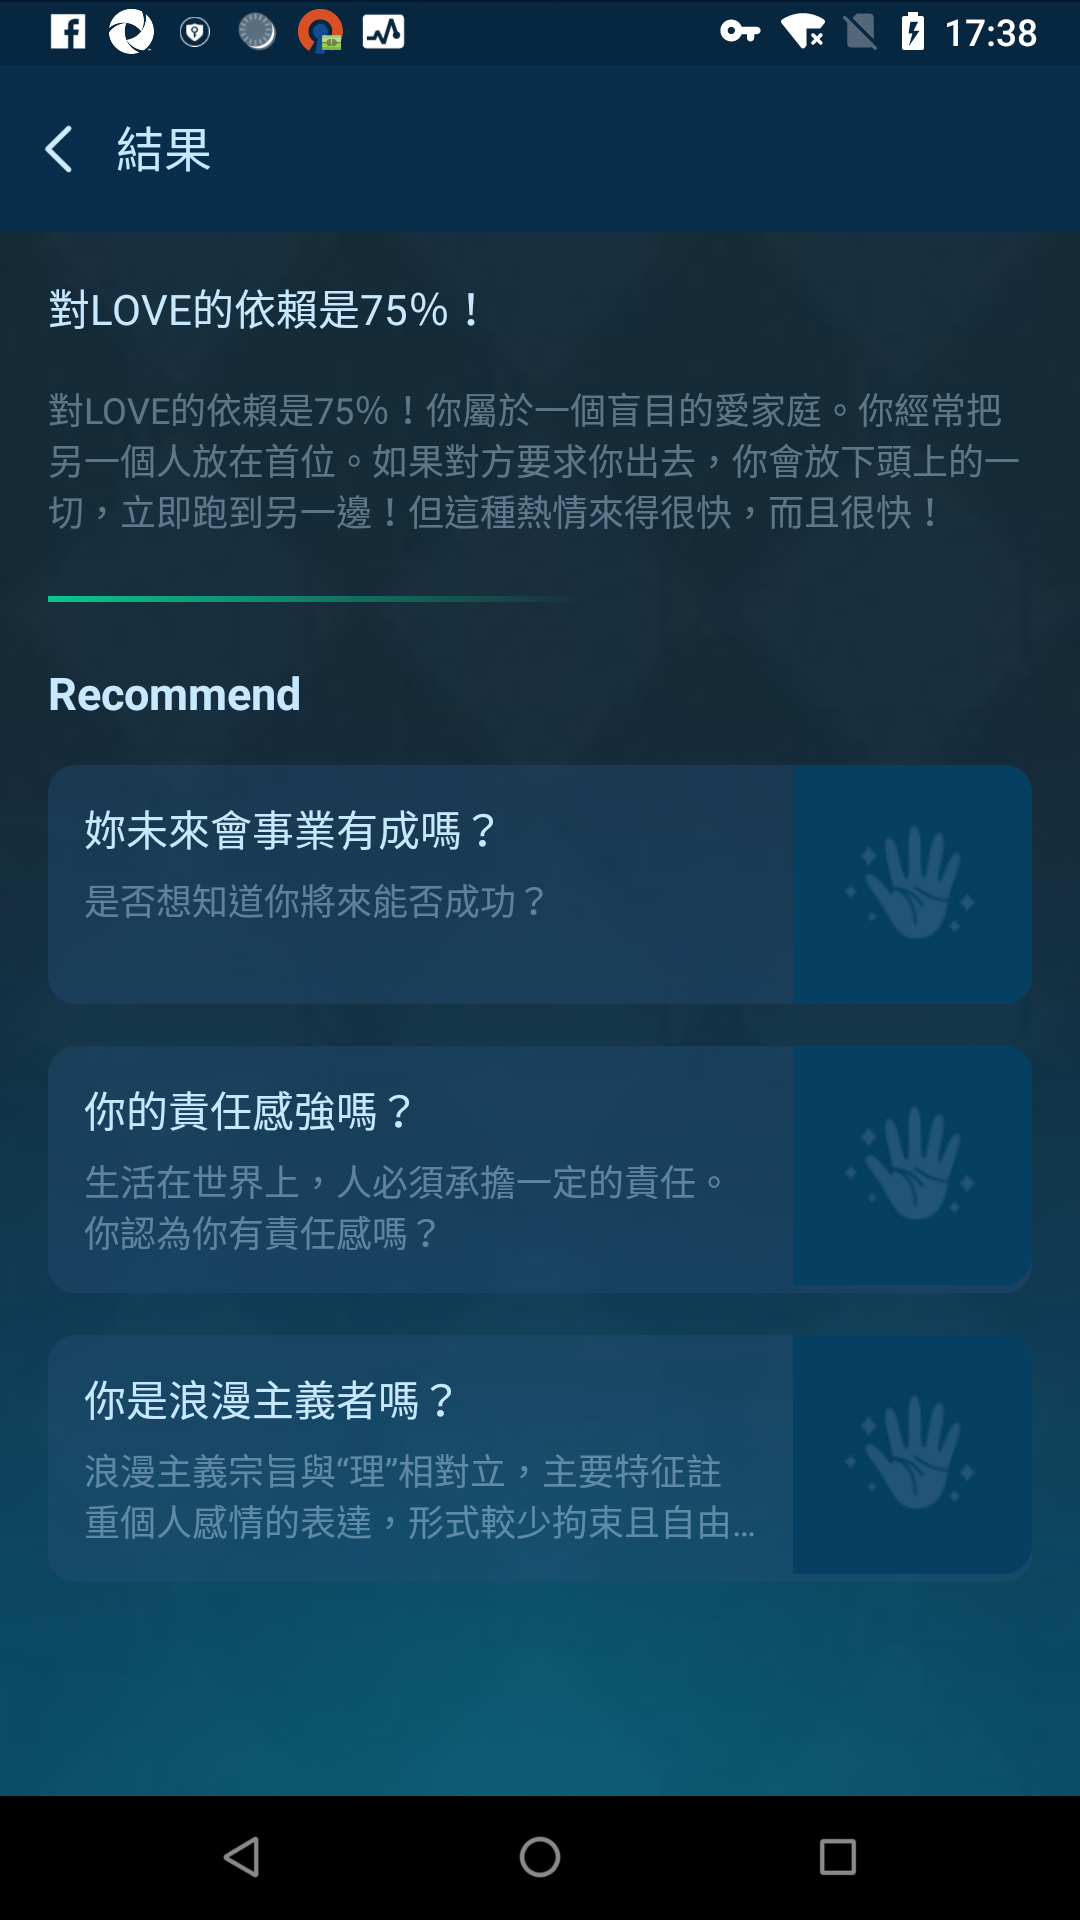 17:38
結果
對LOVE的依賴是75%！
對LOVE的依賴是75%！你屬於一個盲目的愛家庭。你經常把
另一個人放在首位。如果對方要求你出去，你會放下頭上的一
切，立即跑到另一邊！但這種熱情來得很快，而且很快！
Recommend
妳未來會事業有成嗎？
是否想知道你將來能否成功？
你的責任感強嗎？
生活在世界上，人必須承擔一定的責任。
你認為你有責任感嗎？
你是浪漫主義者嗎？
浪漫主義宗旨與“理”相對立，主要特征註
重個人感情的表達，形式較少拘束且自由...